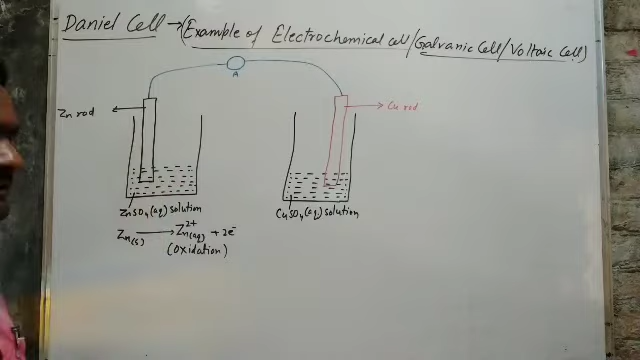 Daniel Cell → (Example of Electrochemical cell/Galvanic Cell/Voltaic Cell)
A
Zn rod
Cu rod
ZnSO₄(aq) solution
CuSO₄(aq) solution
Zn(s) → Zn²⁺(aq) + 2e⁻
(Oxidation)